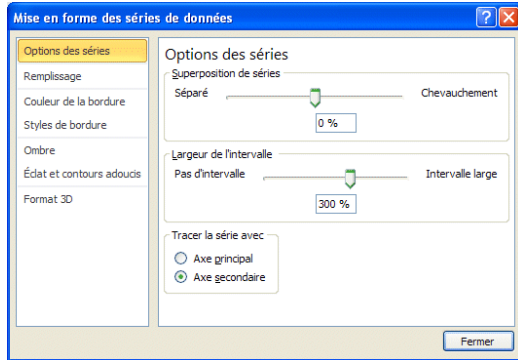 Mise en forme des séries de données
Options des séries
Remplissage
Couleur de la bordure
Styles de bordure
Ombre
Éclat et contours adoucis
Format 3D
Options des séries
Superposition de séries
Séparé Chevauchement
0 %
Largeur de l'intervalle
Pas d'intervalle Intervalle large
300 %
Tracer la série avec
Axe principal
Axe secondaire
Fermer